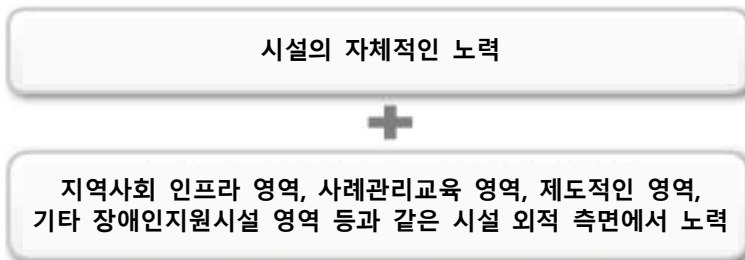 시설의 자체적인 노력
지역사회 인프라 영역, 사례관리교육 영역, 제도적인 영역,
기타 장애인지원시설 영역 등과 같은 시설 외적 측면에서 노력